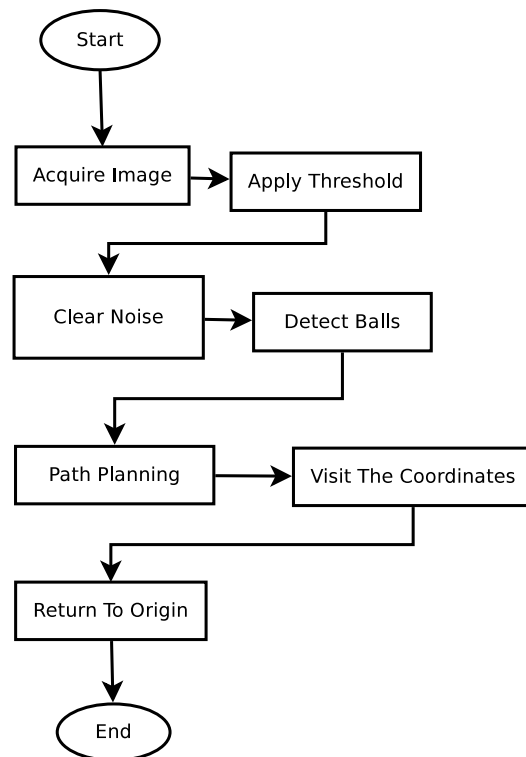 Start
Acquire Image
Apply Threshold
Clear Noise
Detect Balls
Path Planning
Visit The Coordinates
Return To Origin
End